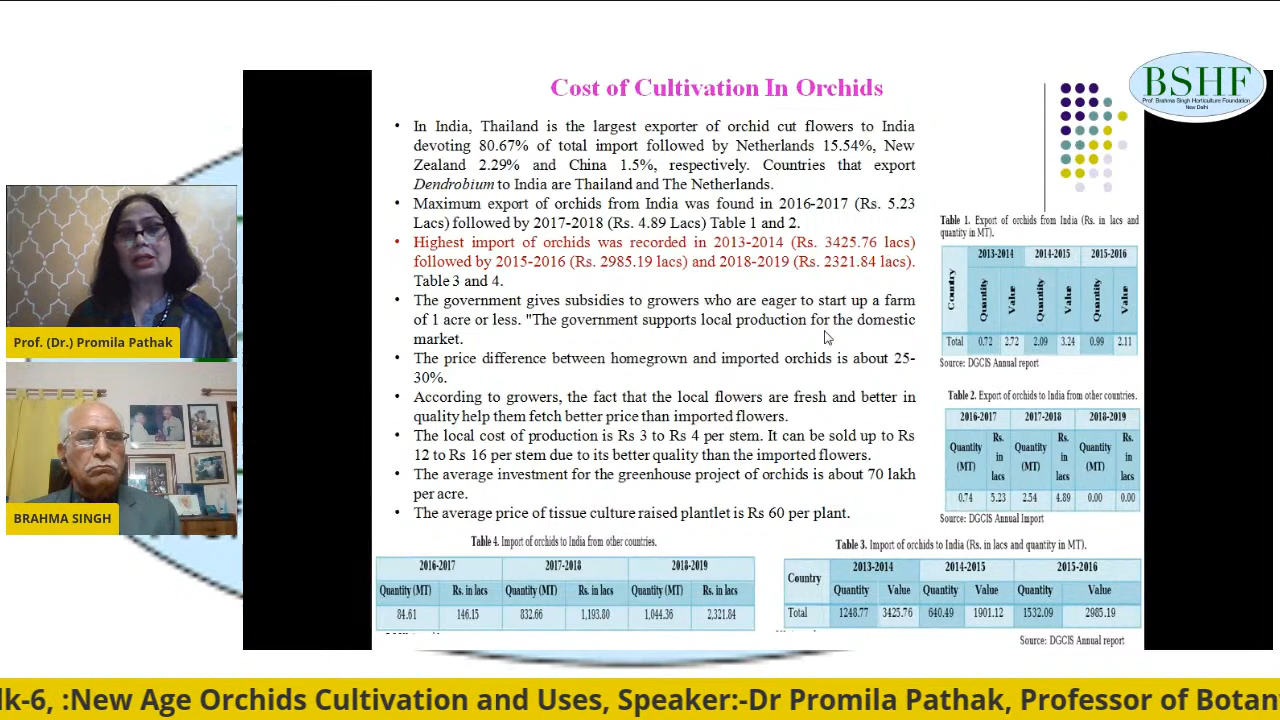 Cost of Cultivation In Orchids
BSHF
Prof. Brahma Singh Horticulture Foundation
New Delhi
• In India, Thailand is the largest exporter of orchid cut flowers to India
devoting 80.67% of total import followed by Netherlands 15.54%, New
Zealand 2.29% and China 1.5%, respectively. Countries that export
Dendrobium to India are Thailand and The Netherlands.
• Maximum export of orchids from India was found in 2016-2017 (Rs. 5.23
Lacs) followed by 2017-2018 (Rs. 4.89 Lacs) Table 1 and 2.
• Highest import of orchids was recorded in 2013-2014 (Rs. 3425.76 lacs)
followed by 2015-2016 (Rs. 2985.19 lacs) and 2018-2019 (Rs. 2321.84 lacs).
Table 3 and 4.
• The government gives subsidies to growers who are eager to start up a farm
of 1 acre or less. "The government supports local production for the domestic
market.
• The price difference between homegrown and imported orchids is about 25-
30%.
• According to growers, the fact that the local flowers are fresh and better in
quality help them fetch better price than imported flowers.
• The local cost of production is Rs 3 to Rs 4 per stem. It can be sold up to Rs
12 to Rs 16 per stem due to its better quality than the imported flowers.
• The average investment for the greenhouse project of orchids is about 70 lakh
per acre.
• The average price of tissue culture raised plantlet is Rs 60 per plant.
Table 1. Export of orchids from India (Rs. in lacs and
quantity in MT).
Country 2013-2014 2014-2015 2015-2016
Quantity Value Quantity Value Quantity Value
Total 0.72 2.72 2.09 3.24 0.99 2.11
Source: DGCIS Annual report
Table 2. Export of orchids to India from other countries.
2016-2017 2017-2018 2018-2019
Quantity (MT) Rs. in lacs Quantity (MT) Rs. in lacs Quantity (MT) Rs. in lacs
0.74 5.23 2.54 4.89 0.00 0.00
Source: DGCIS Annual Import
Table 4. Import of orchids to India from other countries.
2016-2017 2017-2018 2018-2019
Quantity (MT) Rs. in lacs Quantity (MT) Rs. in lacs Quantity (MT) Rs. in lacs
84.61 146.15 832.66 1,193.80 1,044.36 2,321.84
Table 3. Import of orchids to India (Rs. in lacs and quantity in MT).
Country 2013-2014 2014-2015 2015-2016
Quantity Value Quantity Value Quantity Value
Total 1248.77 3425.76 640.49 1901.12 1532.09 2985.19
Source: DGCIS Annual report
Prof. (Dr.) Promila Pathak
BRAHMA SINGH
lk-6, :New Age Orchids Cultivation and Uses, Speaker:-Dr Promila Pathak, Professor of Botan